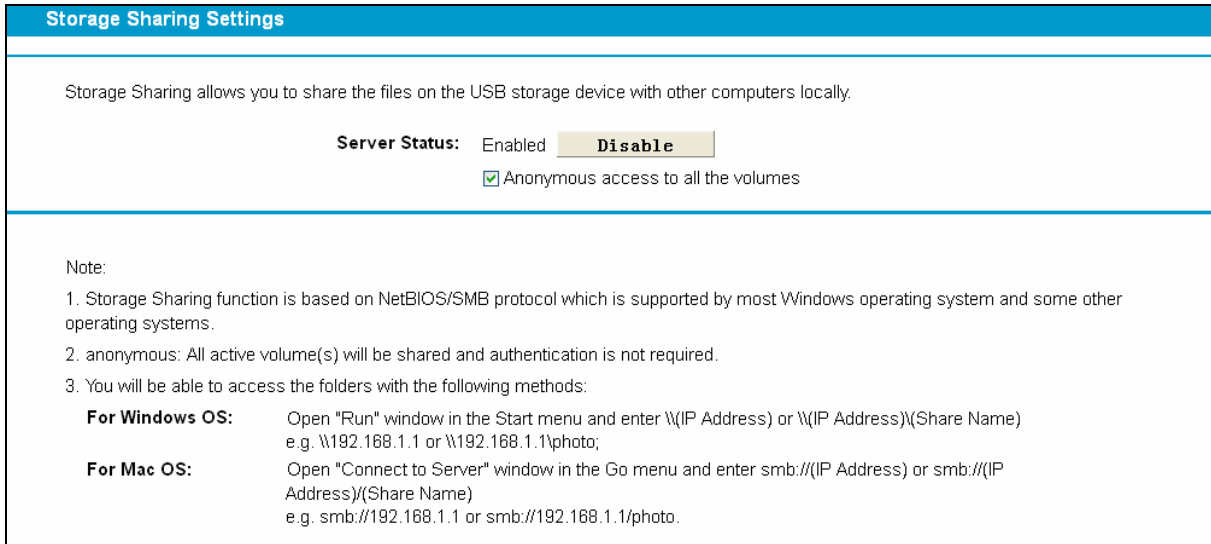 Storage Sharing Settings
Storage Sharing allows you to share the files on the USB storage device with other computers locally.
Server Status: Enabled Disable
Anonymous access to all the volumes
Note:
1. Storage Sharing function is based on NetBIOS/SMB protocol which is supported by most Windows operating system and some other
operating systems.
2. anonymous: All active volume(s) will be shared and authentication is not required.
3. You will be able to access the folders with the following methods:
For Windows OS: Open "Run" window in the Start menu and enter \\(IP Address) or \\(IP Address)\(Share Name)
e.g. \\192.168.1.1 or \\192.168.1.1\photo;
For Mac OS: Open "Connect to Server" window in the Go menu and enter smb://(IP Address) or smb://(IP
Address)/(Share Name)
e.g. smb://192.168.1.1 or smb://192.168.1.1/photo.